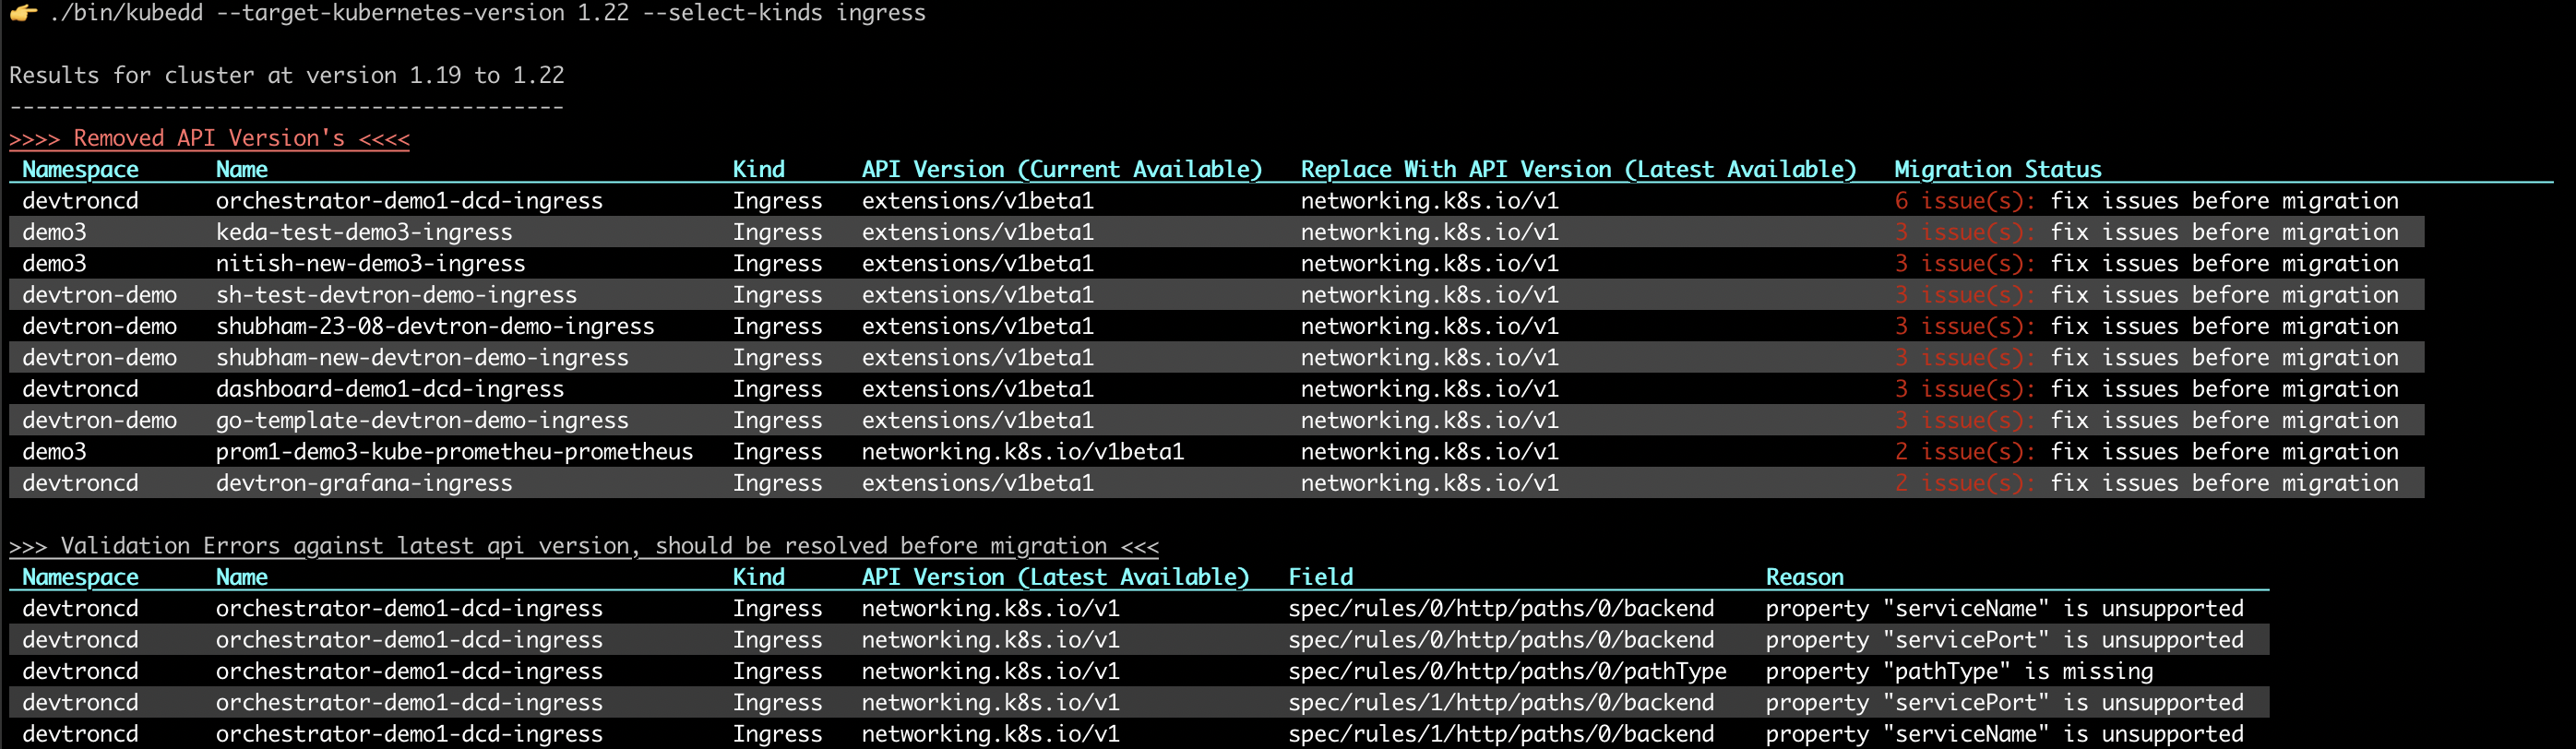 👉 ./bin/kubedd --target-kubernetes-version 1.22 --select-kinds ingress
Results for cluster at version 1.19 to 1.22
-------------------------------------------
>>>> Removed API Version's <<<<
Namespace Name Kind API Version (Current Available) Replace With API Version (Latest Available) Migration Status
devtroncd orchestrator-demo1-dcd-ingress Ingress extensions/v1beta1 networking.k8s.io/v1 6 issue(s): fix issues before migration
demo3 keda-test-demo3-ingress Ingress extensions/v1beta1 networking.k8s.io/v1 3 issue(s): fix issues before migration
demo3 nitish-new-demo3-ingress Ingress extensions/v1beta1 networking.k8s.io/v1 3 issue(s): fix issues before migration
devtron-demo sh-test-devtron-demo-ingress Ingress extensions/v1beta1 networking.k8s.io/v1 3 issue(s): fix issues before migration
devtron-demo shubham-23-08-devtron-demo-ingress Ingress extensions/v1beta1 networking.k8s.io/v1 3 issue(s): fix issues before migration
devtron-demo shubham-new-devtron-demo-ingress Ingress extensions/v1beta1 networking.k8s.io/v1 3 issue(s): fix issues before migration
devtroncd dashboard-demo1-dcd-ingress Ingress extensions/v1beta1 networking.k8s.io/v1 3 issue(s): fix issues before migration
devtron-demo go-template-devtron-demo-ingress Ingress extensions/v1beta1 networking.k8s.io/v1 3 issue(s): fix issues before migration
demo3 prom1-demo3-kube-prometheu-prometheus Ingress networking.k8s.io/v1beta1 networking.k8s.io/v1 2 issue(s): fix issues before migration
devtroncd devtron-grafana-ingress Ingress extensions/v1beta1 networking.k8s.io/v1 2 issue(s): fix issues before migration
>>> Validation Errors against latest api version, should be resolved before migration <<<
Namespace Name Kind API Version (Latest Available) Field Reason
devtroncd orchestrator-demo1-dcd-ingress Ingress networking.k8s.io/v1 spec/rules/0/http/paths/0/backend property "serviceName" is unsupported
devtroncd orchestrator-demo1-dcd-ingress Ingress networking.k8s.io/v1 spec/rules/0/http/paths/0/backend property "servicePort" is unsupported
devtroncd orchestrator-demo1-dcd-ingress Ingress networking.k8s.io/v1 spec/rules/0/http/paths/0/pathType property "pathType" is missing
devtroncd orchestrator-demo1-dcd-ingress Ingress networking.k8s.io/v1 spec/rules/1/http/paths/0/backend property "servicePort" is unsupported
devtroncd orchestrator-demo1-dcd-ingress Ingress networking.k8s.io/v1 spec/rules/1/http/paths/0/backend property "serviceName" is unsupported